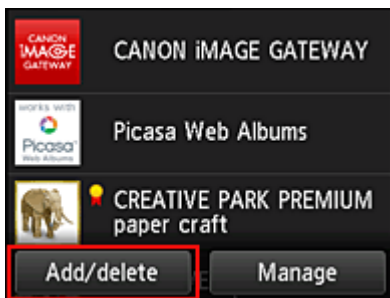 CANON
iMAGE
GATEWAY
CANON iMAGE GATEWAY
works with
Picasa
Web Albums
Picasa Web Albums
CREATIVE PARK PREMIUM
paper craft
Add/delete
Manage